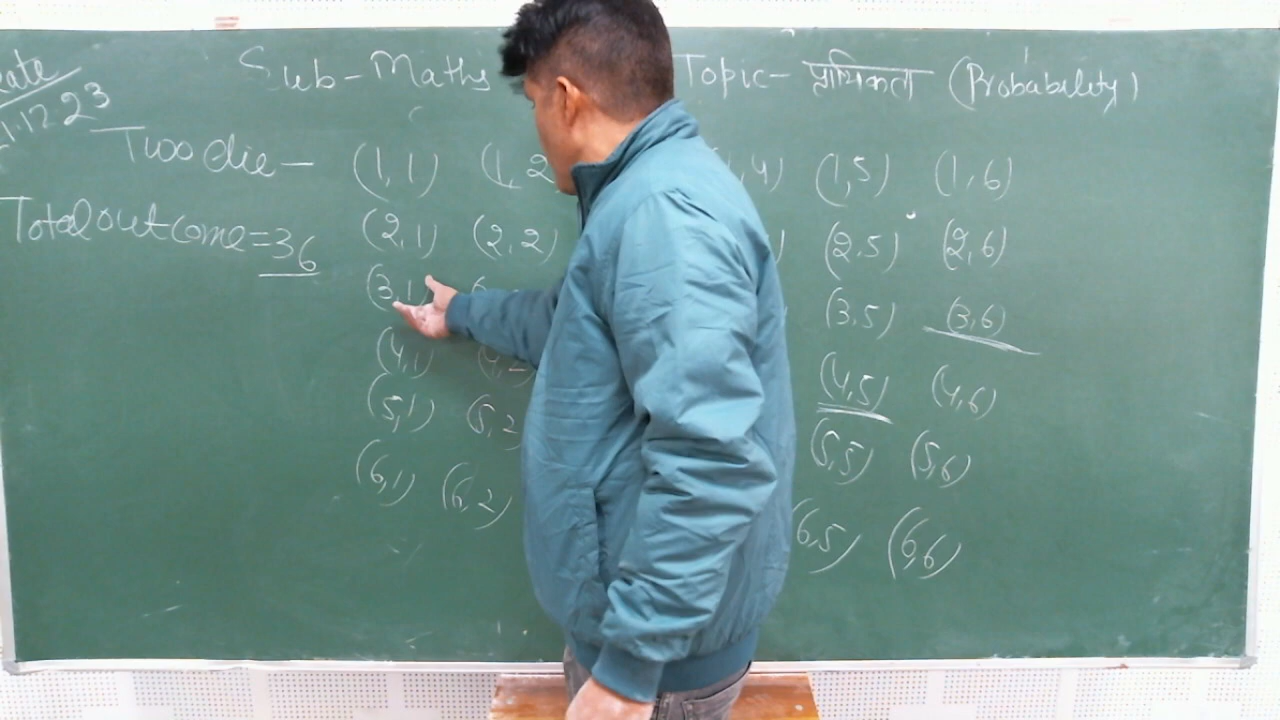 Sub-Maths Topic- प्रायिकता (Probability)
1.12.23
Two die- (1,1) (1,2 ,4) (1,5) (1,6)
Total outcome=36 (2,1) (2,2) (2,5) (2,6)
(3,1 (3,5) (3,6)
(4,1) (4,5) (4,6)
(5,1) (5,2 (5,5) (5,6)
(6,1) (6,2) 6,5) (6,6)